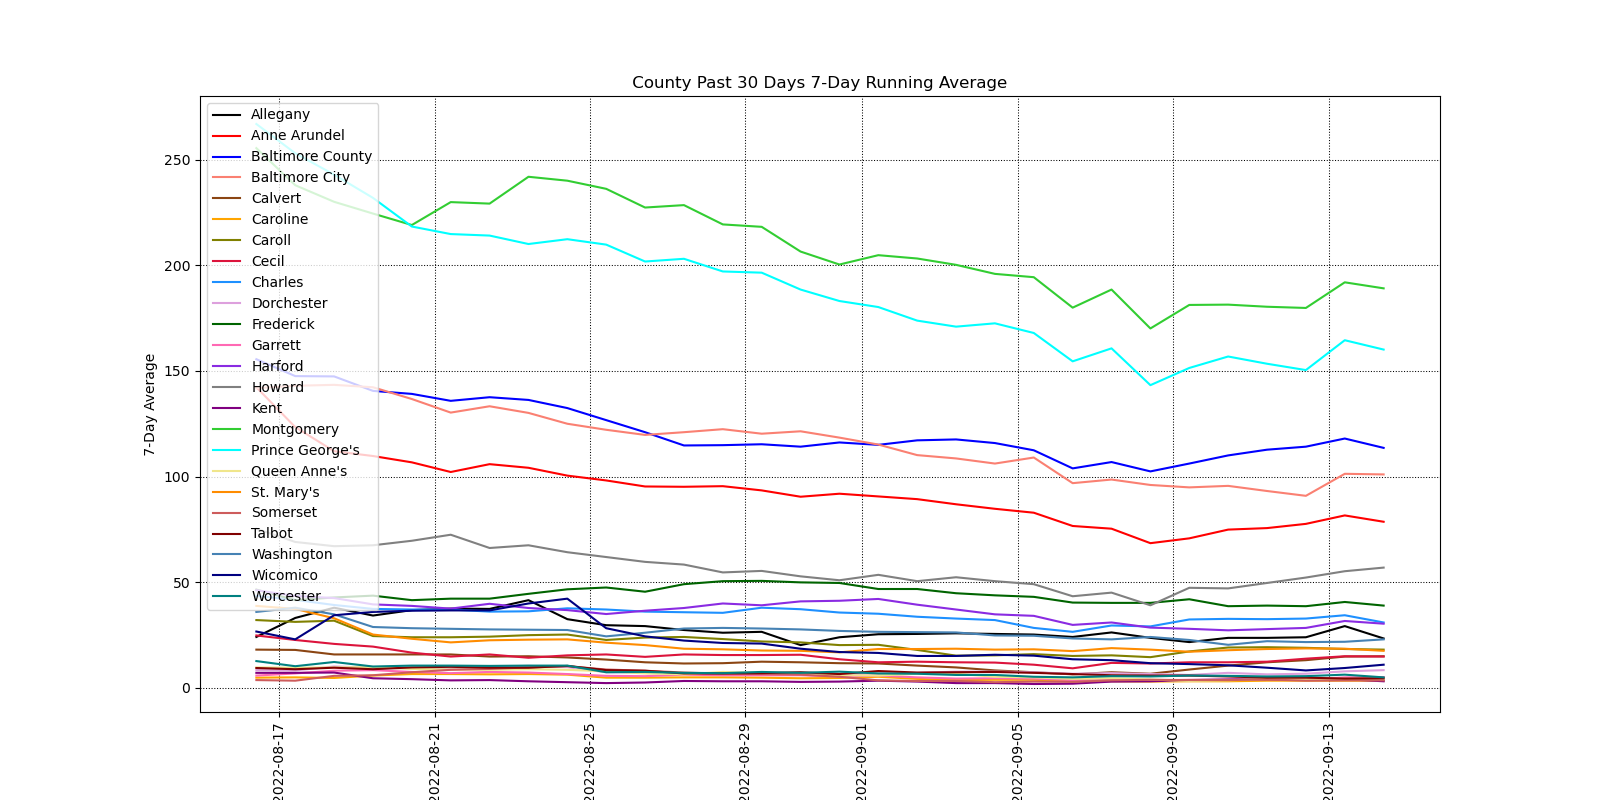 County Past 30 Days 7-Day Running Average
Allegany
Anne Arundel
Baltimore County
Baltimore City
Calvert
Caroline
Caroll
Cecil
Charles
Dorchester
Frederick
Garrett
Harford
Howard
Kent
Montgomery
Prince George's
Queen Anne's
St. Mary's
Somerset
Talbot
Washington
Wicomico
Worcester
7-Day Average
250
200
150
100
50
0
2022-08-17
2022-08-21
2022-08-25
2022-08-29
2022-09-01
2022-09-05
2022-09-09
2022-09-13